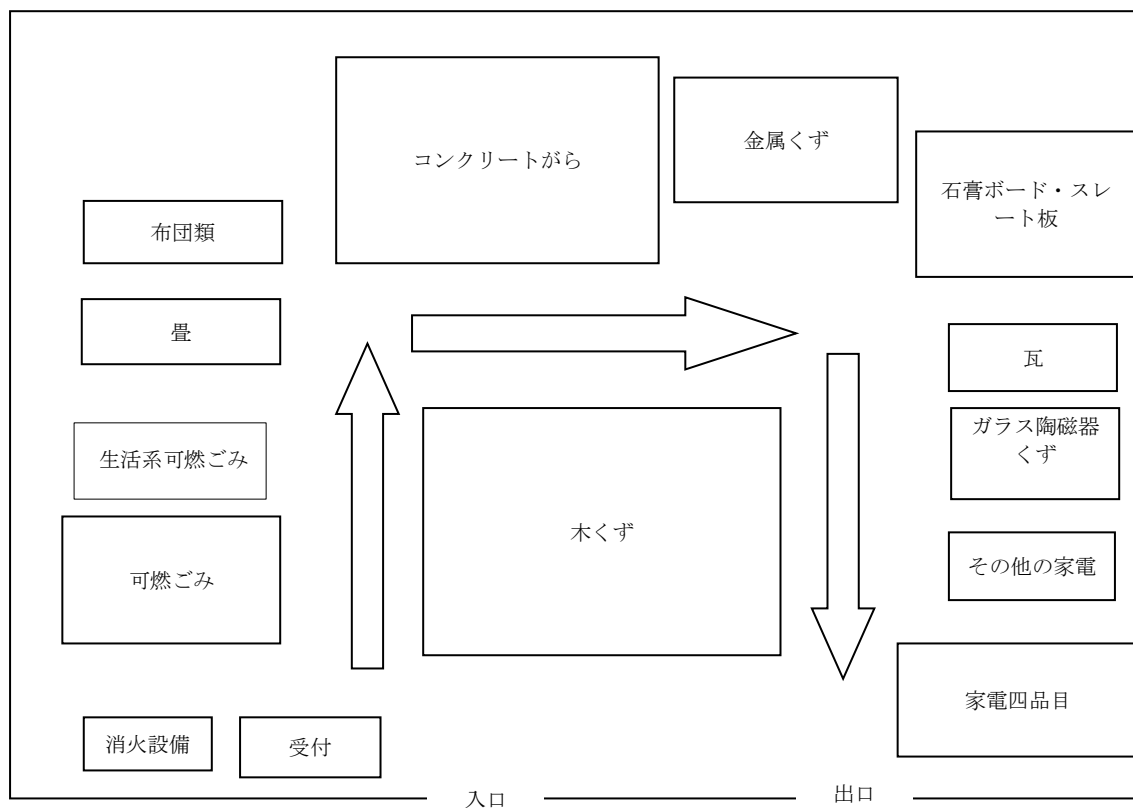 コンクリートがら
金属くず
石膏ボード・スレ
ート板
布団類
畳
瓦
生活系可燃ごみ
ガラス陶磁器
くず
木くず
その他の家電
可燃ごみ
家電四品目
消火設備
受付
入口
出口